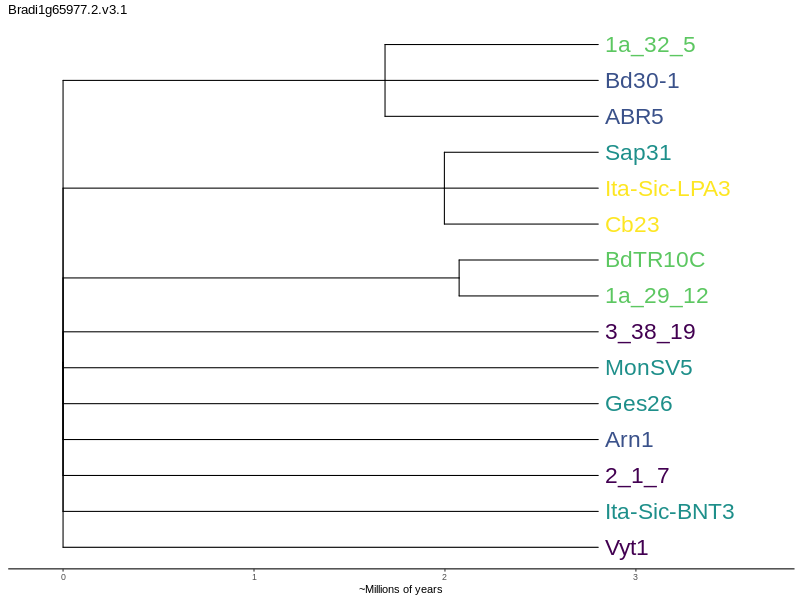 Bradi1g65977.2.v3.1
1a_32_5
Bd30-1
ABR5
Sap31
Ita-Sic-LPA3
Cb23
BdTR10C
1a_29_12
3_38_19
MonSV5
Ges26
Arn1
2_1_7
Ita-Sic-BNT3
Vyt1
0 1 2 3
~Millions of years